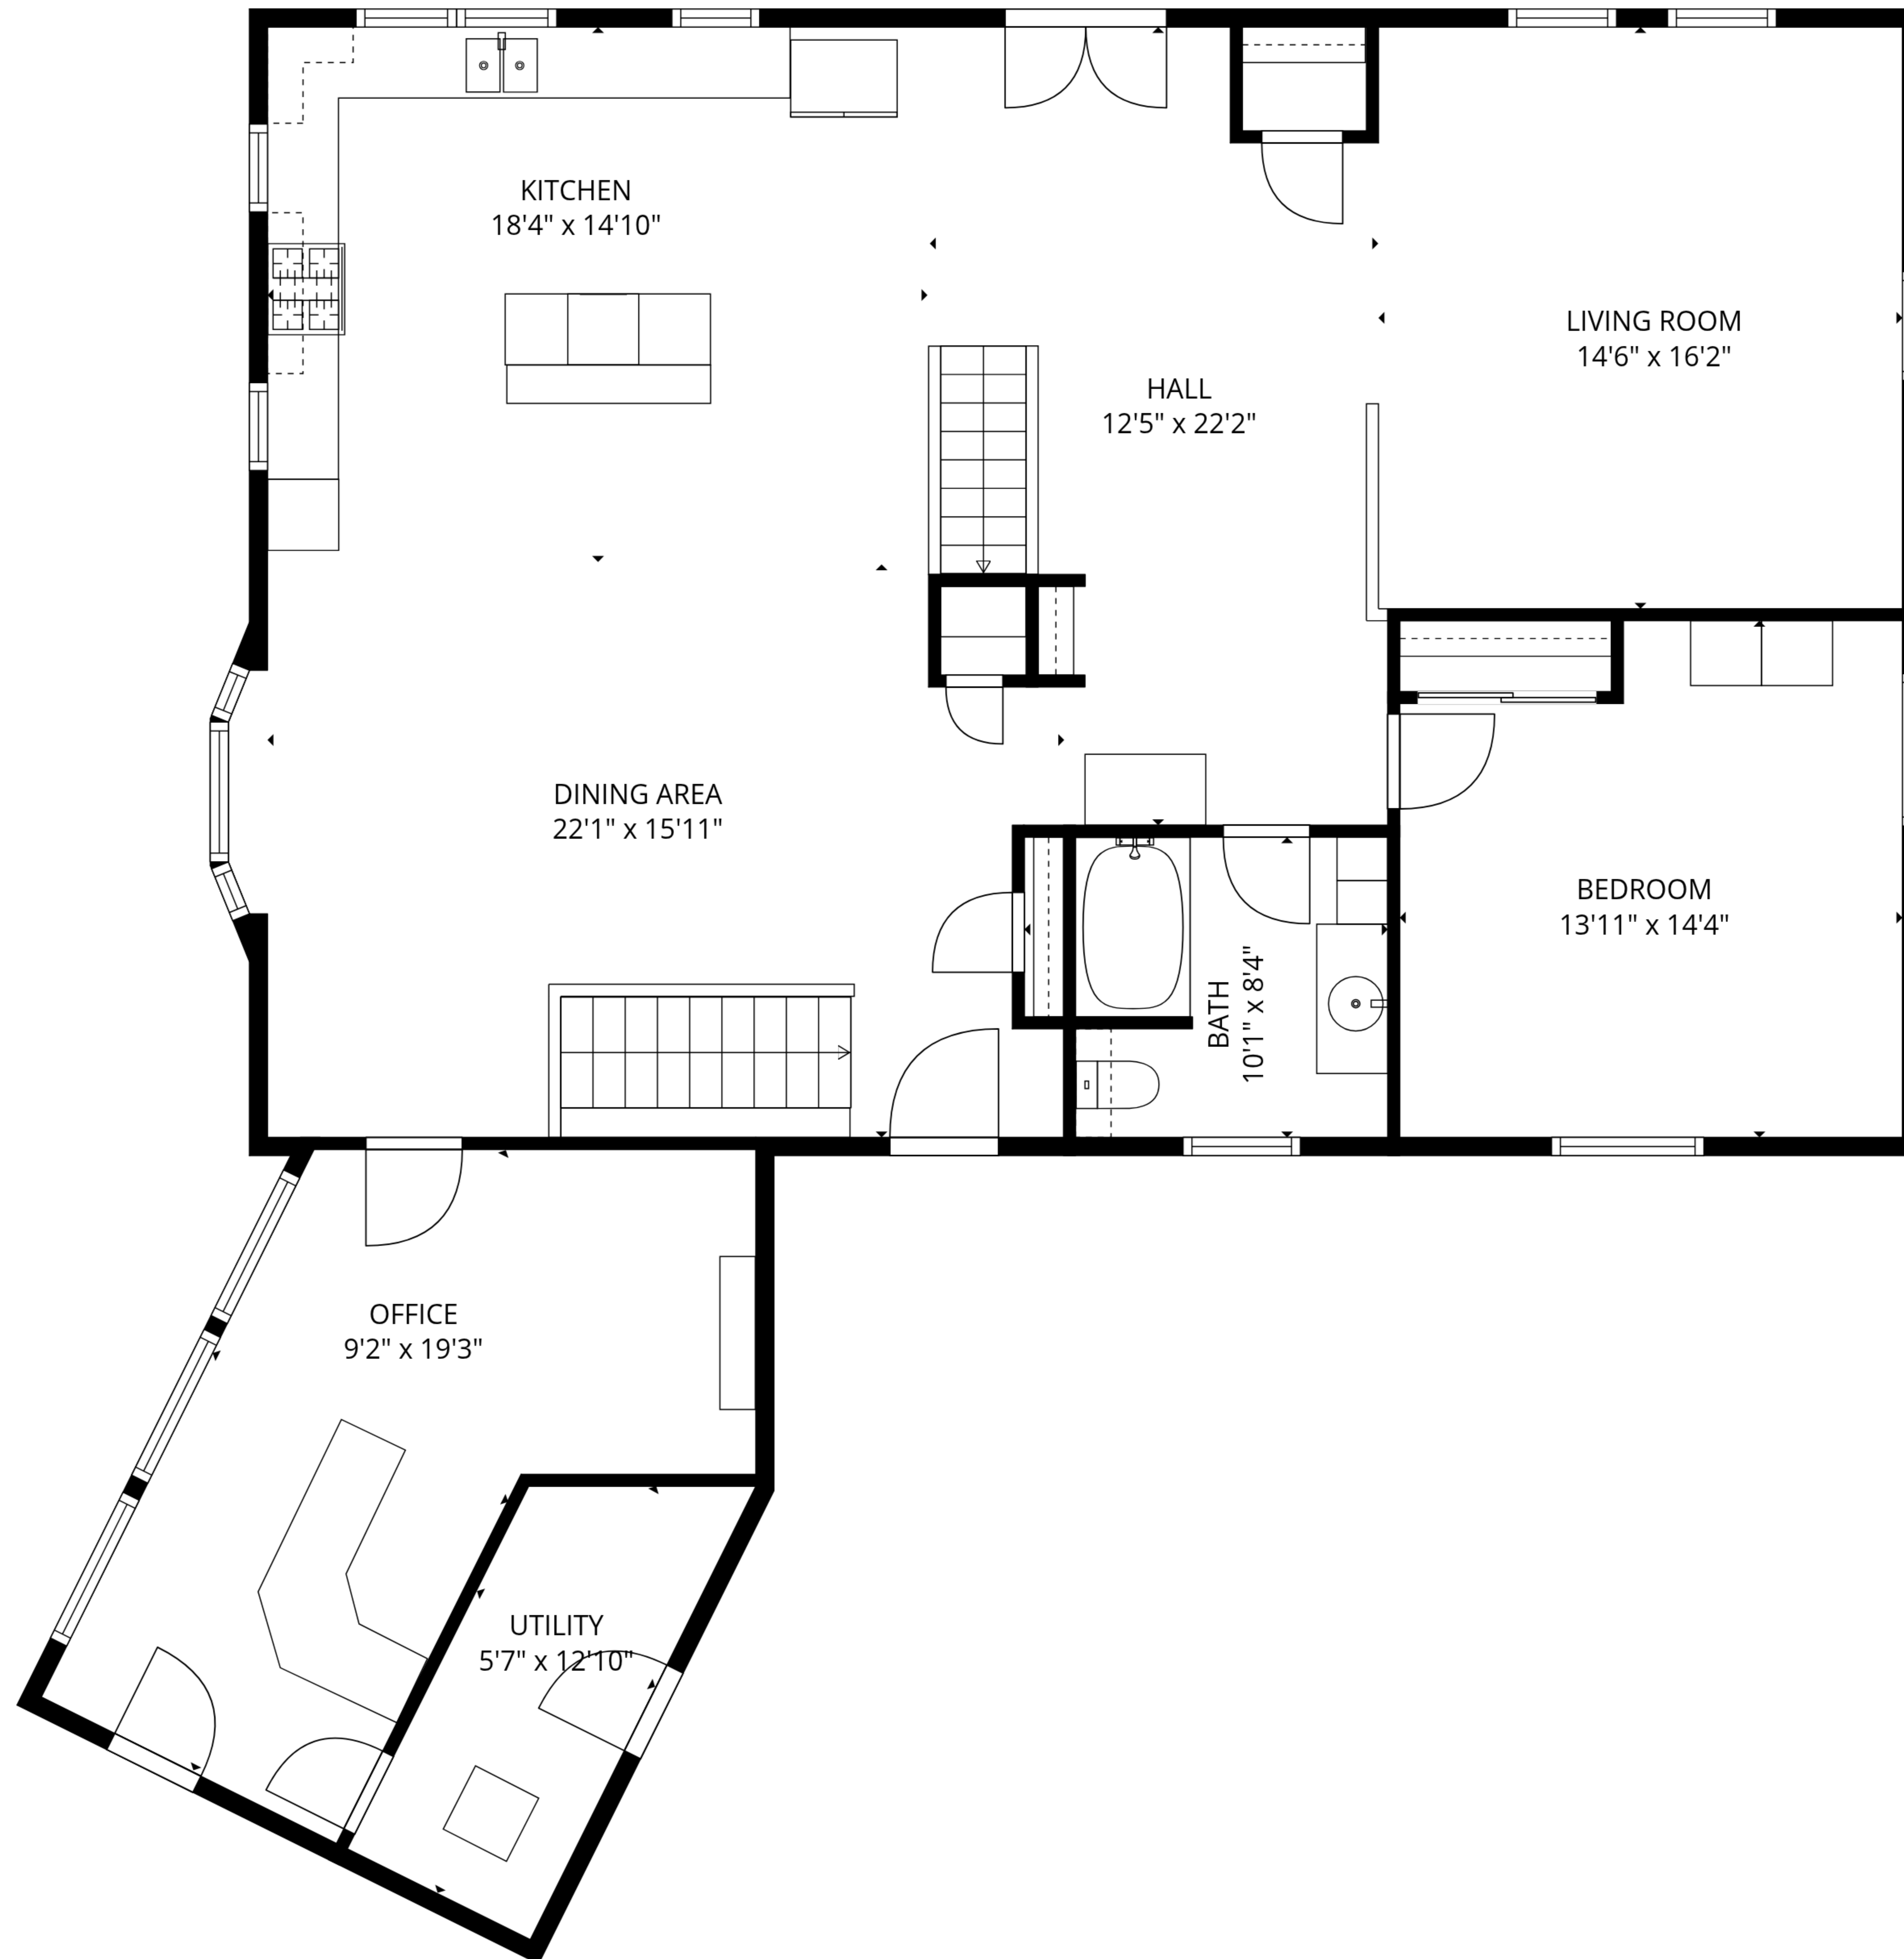 KITCHEN
18'4" x 14'10"
LIVING ROOM
14'6" x 16'2"
HALL
12'5" x 22'2"
DINING AREA
22'1" x 15'11"
BEDROOM
13'11" x 14'4"
BATH
10'1" x 8'4"
OFFICE
9'2" x 19'3"
UTILITY
5'7" x 12'10"